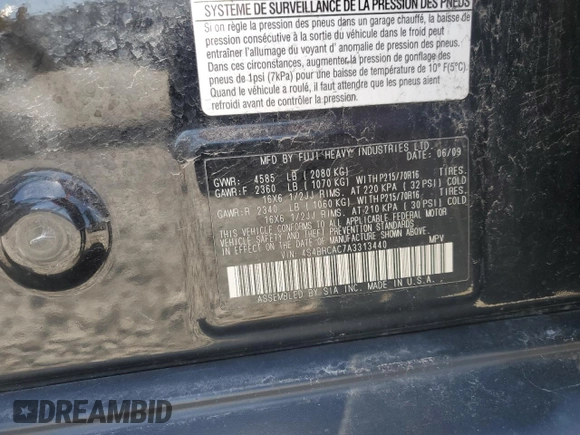 SYSTÈME DE SURVEILLANCE DE LA PRESSION DES PNEUS
Si on règle la pression des pneus dans un garage chauffé, la baisse de
pression consécutive à la sortie du véhicule dans le froid peut
entraîner l'allumage du voyant d' anomalie de pression des pneus.
Dans ces circonstances, augmenter la pression de gonflage des
pneus de 1psi (7kPa) pour une baisse de température de 10° F(5°C)
Quand le véhicule a roulé, il faut également attendre que les pneus aient
refroidi avant de contrôler la pression.
MFD BY FUJI HEAVY INDUSTRIES LTD.
DATE: 06/09
GVWR: 4585 LB (2080 KG)
GAWR:F 2360 LB (1070 KG) WITH P215/70R16 TIRES.
16X6 1/2JJ RIMS. AT 220 KPA (32 PSI) COLD
GAWR:R 2340 LB (1060 KG) WITH P215/70R16 TIRES.
16X6 1/2JJ RIMS. AT 210 KPA (30 PSI) COLD
THIS VEHICLE CONFORMS TO ALL APPLICABLE FEDERAL MOTOR
VEHICLE SAFETY STANDARDS IN EFFECT ON THE
DATE OF MANUFACTURE SHOWN ABOVE.
VIN: 4S4BRCAC7A3313440 MPV
ASSEMBLED BY SIA INC. MADE IN U.S.A.
DREAMBID